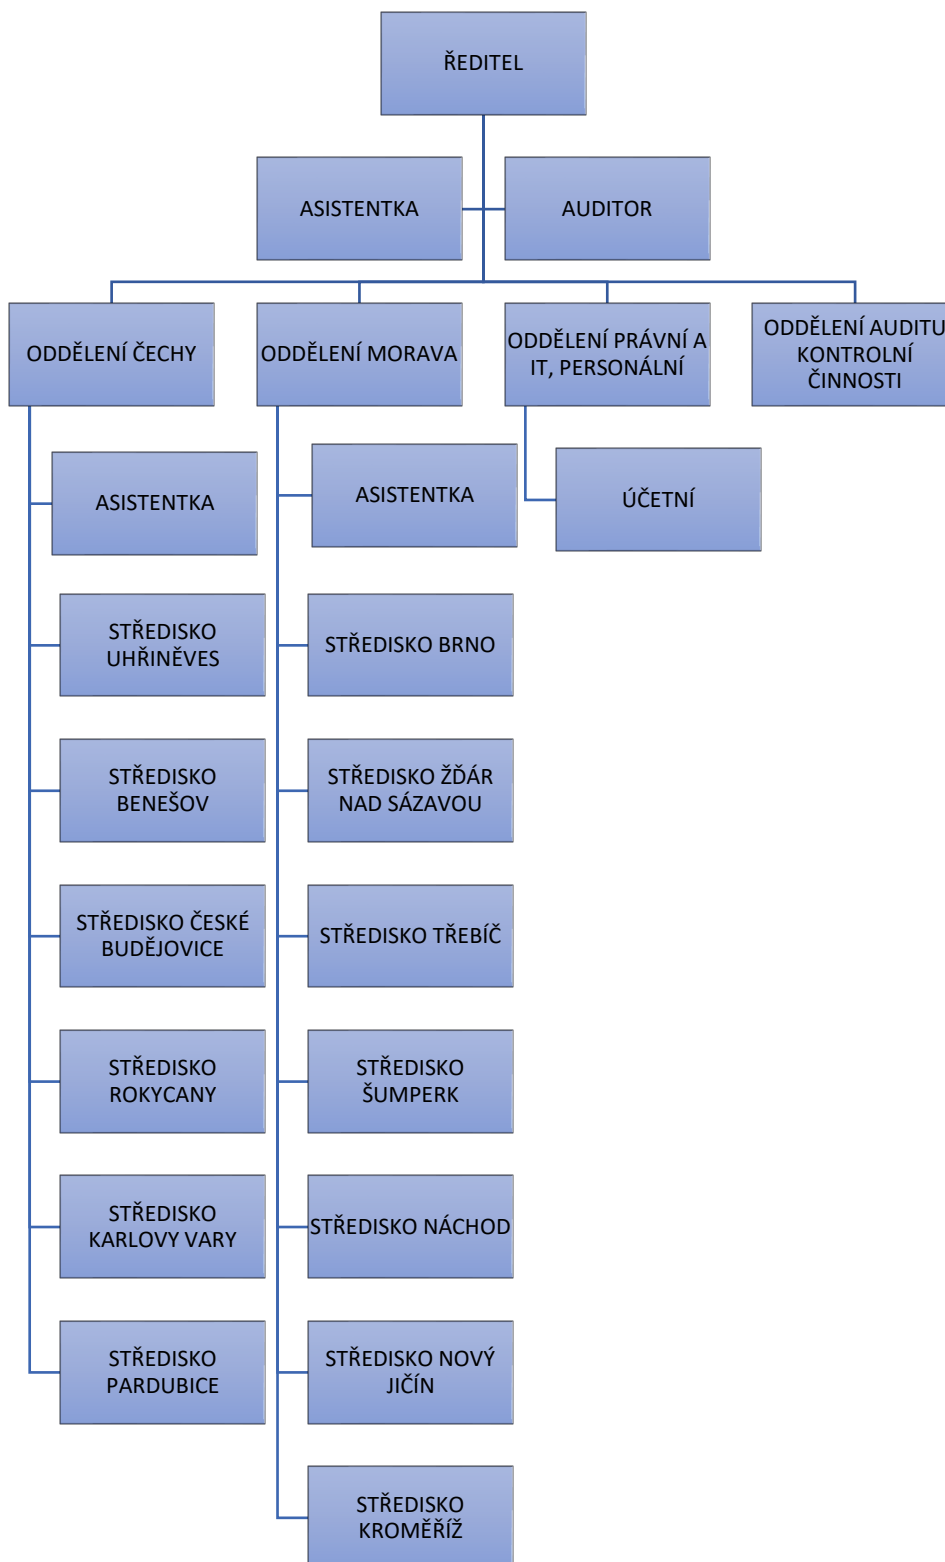 ŘEDITEL
ASISTENTKA
AUDITOR
ODDĚLENÍ ČECHY
ODDĚLENÍ MORAVA
ODDĚLENÍ PRÁVNÍ A
IT, PERSONÁLNÍ
ODDĚLENÍ AUDITU
KONTROLNÍ
ČINNOSTI
ASISTENTKA
ASISTENTKA
ÚČETNÍ
STŘEDISKO
UHŘINĚVES
STŘEDISKO BRNO
STŘEDISKO
BENEŠOV
STŘEDISKO ŽĎÁR
NAD SÁZAVOU
STŘEDISKO ČESKÉ
BUDĚJOVICE
STŘEDISKO TŘEBÍČ
STŘEDISKO
ROKYCANY
STŘEDISKO
ŠUMPERK
STŘEDISKO
KARLOVY VARY
STŘEDISKO NÁCHOD
STŘEDISKO
PARDUBICE
STŘEDISKO NOVÝ
JIČÍN
STŘEDISKO
KROMĚŘÍŽ